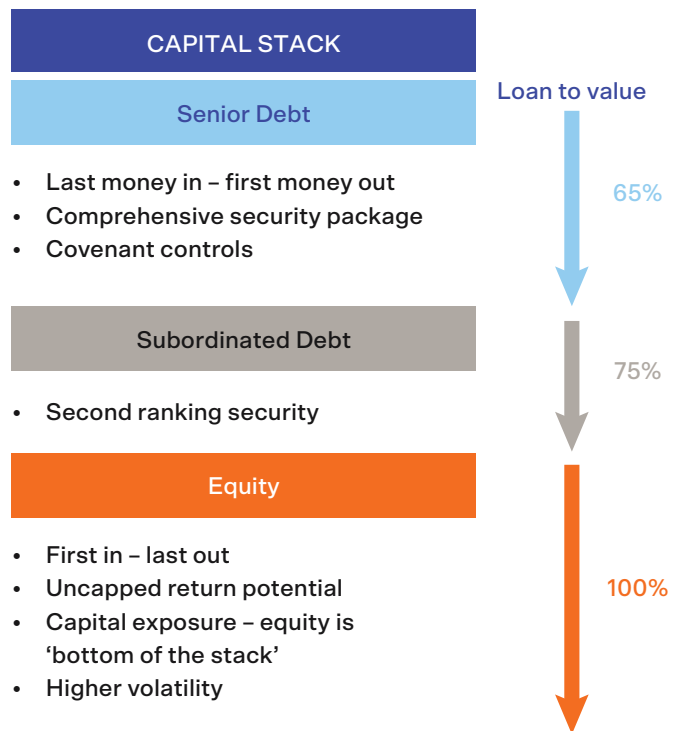 CAPITAL STACK
Loan to value
Senior Debt
65%
• Last money in – first money out
• Comprehensive security package
• Covenant controls
Subordinated Debt
75%
• Second ranking security
Equity
• First in – last out
• Uncapped return potential
100%
• Capital exposure – equity is
‘bottom of the stack’
• Higher volatility